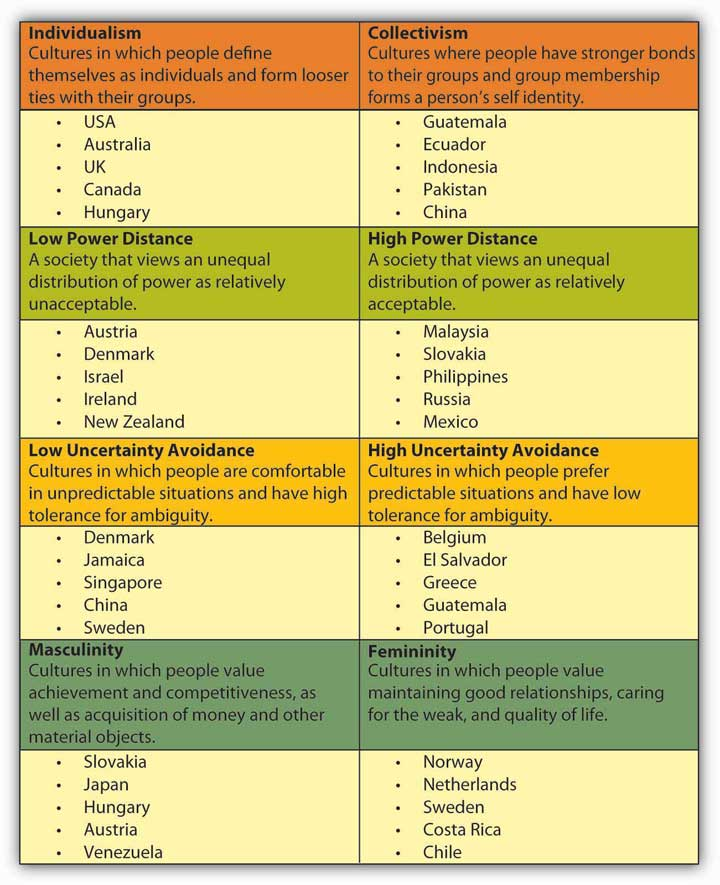 Individualism
Cultures in which people define
themselves as individuals and form looser
ties with their groups.
Collectivism
Cultures where people have stronger bonds
to their groups and group membership
forms a person's self identity.
• USA
• Australia
• UK
• Canada
• Hungary
• Guatemala
• Ecuador
• Indonesia
• Pakistan
• China
Low Power Distance
A society that views an unequal
distribution of power as relatively
unacceptable.
High Power Distance
A society that views an unequal
distribution of power as relatively
acceptable.
• Austria
• Denmark
• Israel
• Ireland
• New Zealand
• Malaysia
• Slovakia
• Philippines
• Russia
• Mexico
Low Uncertainty Avoidance
Cultures in which people are comfortable
in unpredictable situations and have high
tolerance for ambiguity.
High Uncertainty Avoidance
Cultures in which people prefer
predictable situations and have low
tolerance for ambiguity.
• Denmark
• Jamaica
• Singapore
• China
• Sweden
• Belgium
• El Salvador
• Greece
• Guatemala
• Portugal
Masculinity
Cultures in which people value
achievement and competitiveness, as
well as acquisition of money and other
material objects.
Femininity
Cultures in which people value
maintaining good relationships, caring
for the weak, and quality of life.
• Slovakia
• Japan
• Hungary
• Austria
• Venezuela
• Norway
• Netherlands
• Sweden
• Costa Rica
• Chile